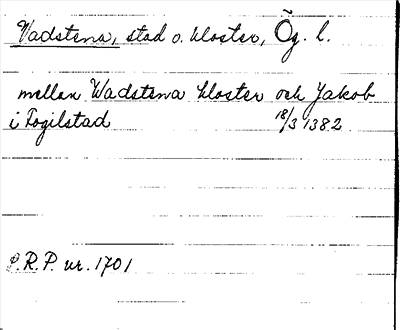 Vadstena, stad o. kloster, Ög. l.
mellan Wadstena kloster och Jakob
i Fogilstad 18/3 1382
P.R.P. nr. 1701